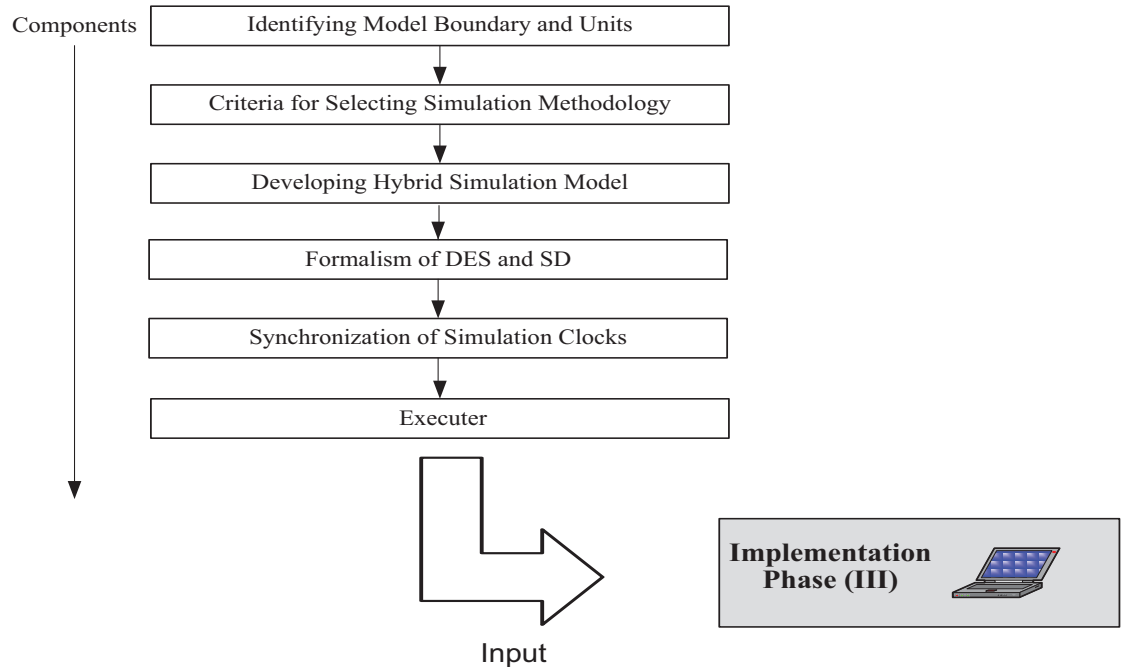 Components
Identifying Model Boundary and Units
Criteria for Selecting Simulation Methodology
Developing Hybrid Simulation Model
Formalism of DES and SD
Synchronization of Simulation Clocks
Executer
Implementation
Phase (III)
Input